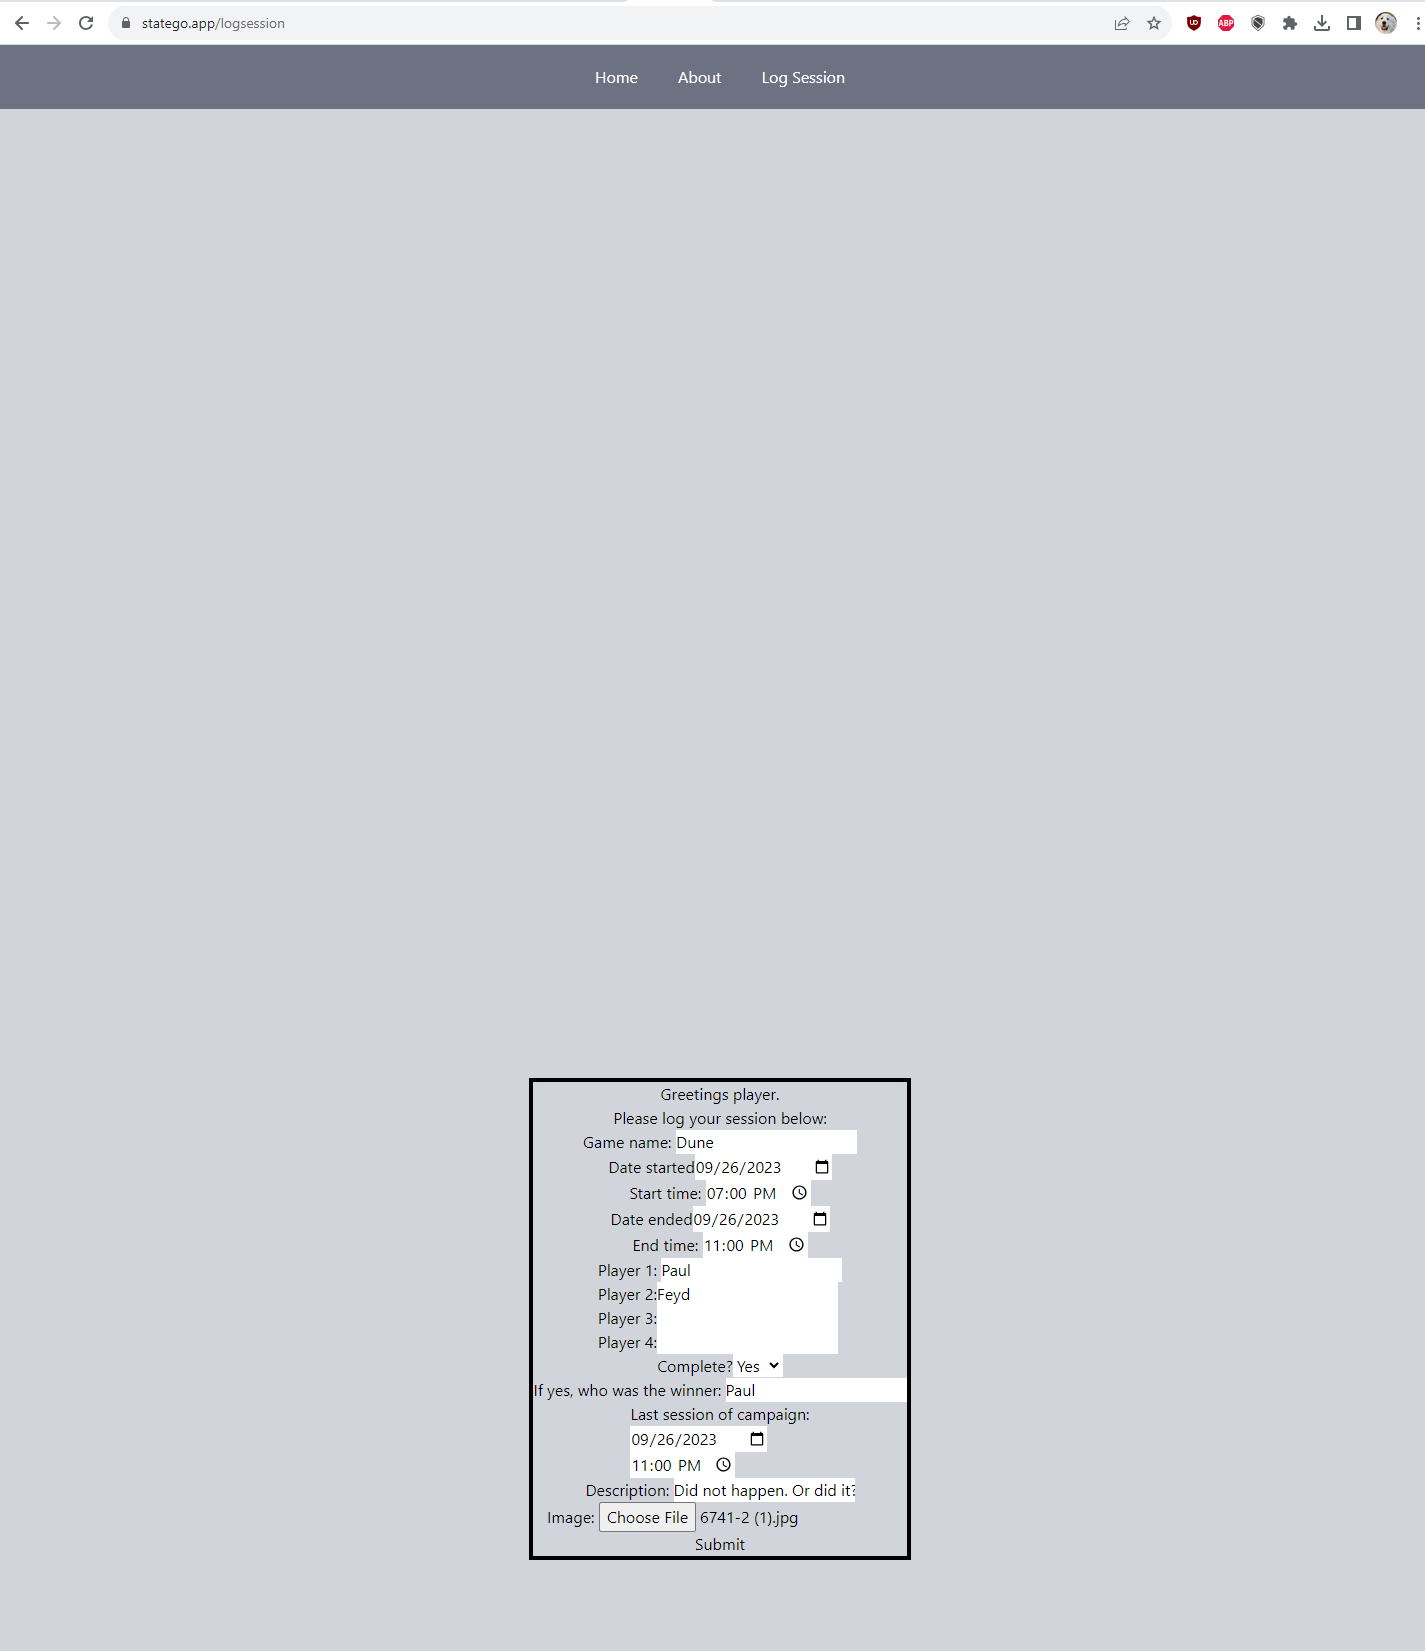 statego.app/logsession
UD
ABP
Home About Log Session
Greetings player.
Please log your session below:
Game name: Dune
Date started09/26/2023
Start time: 07:00 PM
Date ended09/26/2023
End time: 11:00 PM
Player 1: Paul
Player 2:Feyd
Player 3:
Player 4:
Complete? Yes
If yes, who was the winner: Paul
Last session of campaign:
09/26/2023
11:00 PM
Description: Did not happen. Or did it?
Image: Choose File 6741-2 (1).jpg
Submit